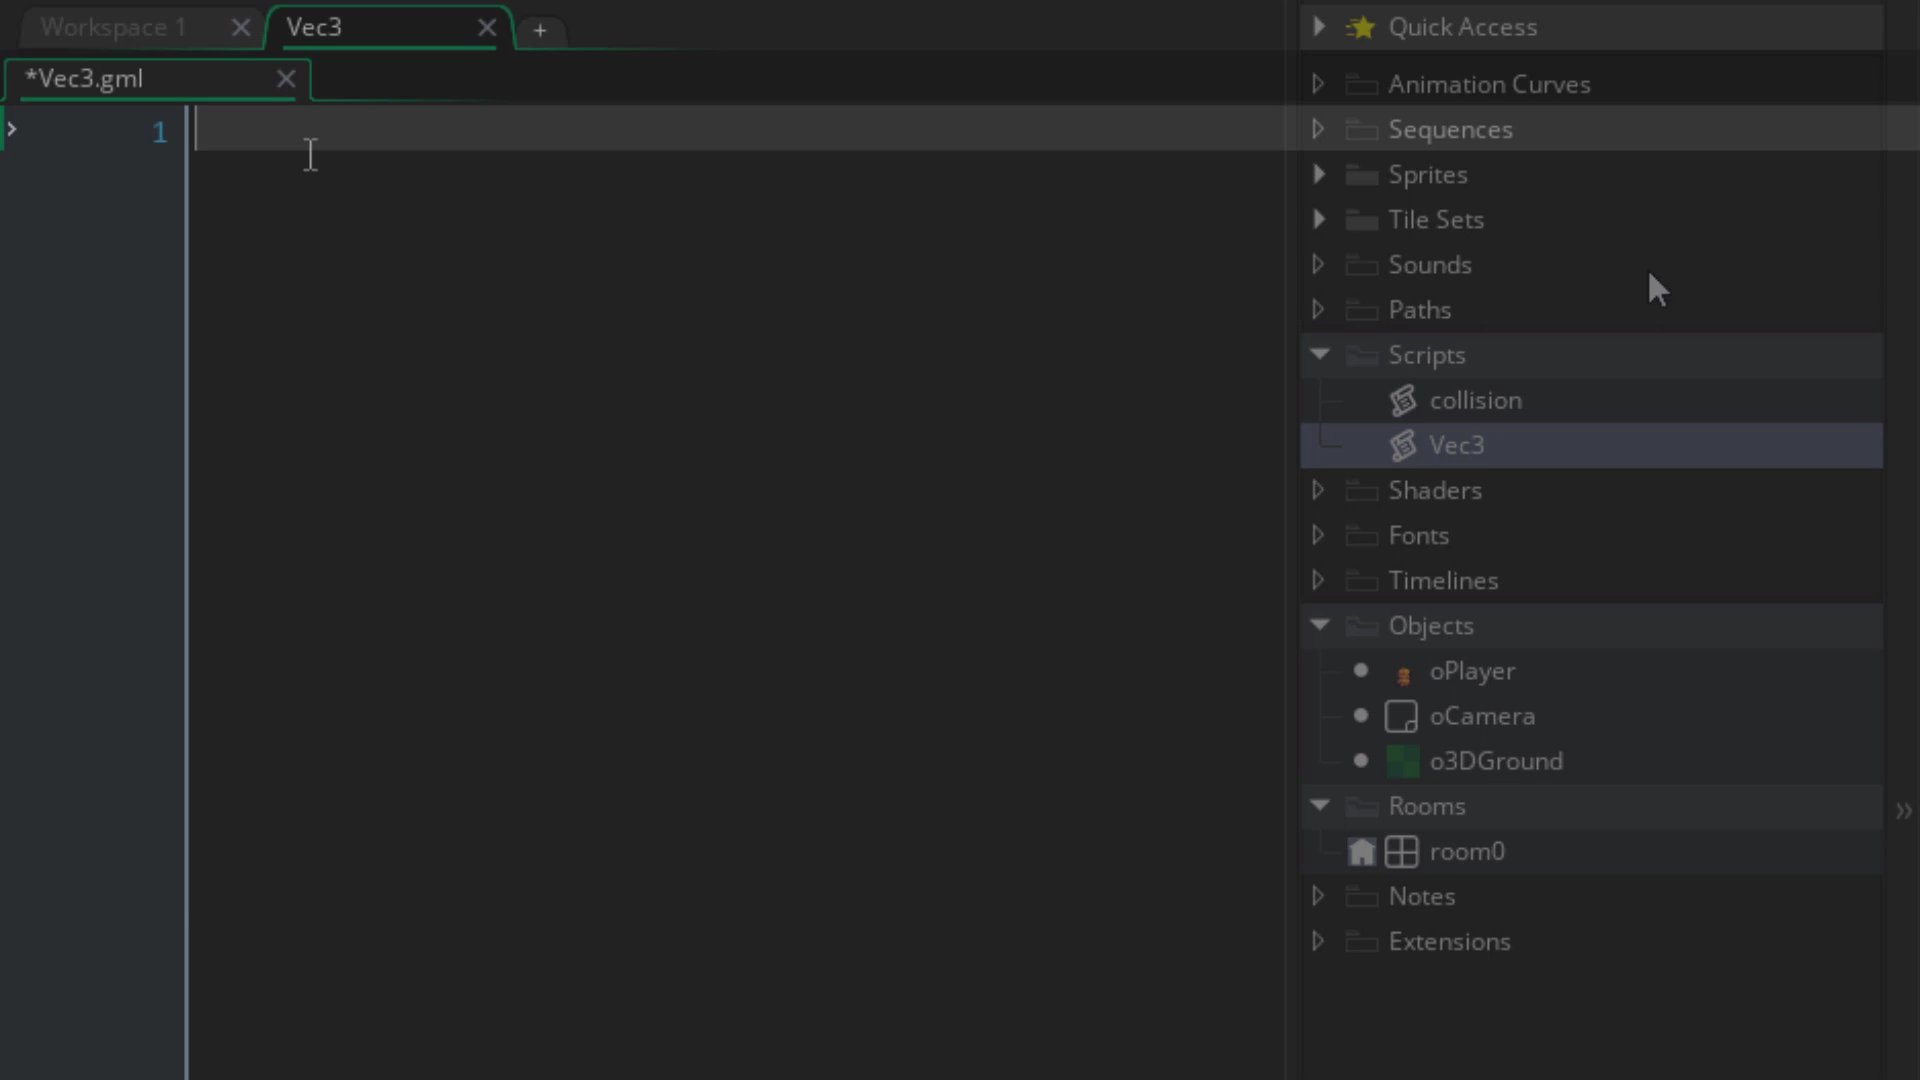 Workspace 1
Vec3
+
*Vec3.gml
1
Quick Access
Animation Curves
Sequences
Sprites
Tile Sets
Sounds
Paths
Scripts
collision
Vec3
Shaders
Fonts
Timelines
Objects
oPlayer
oCamera
o3DGround
Rooms
room0
Notes
Extensions